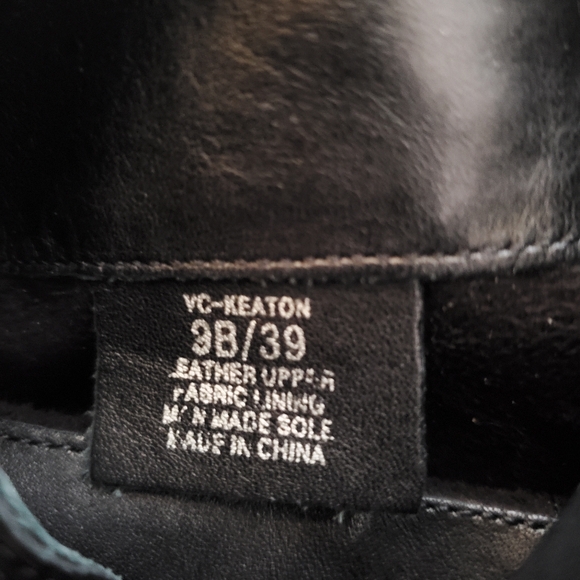 VC-KEATON
9B/39
LEATHER UPPER
FABRIC LINING
MAN MADE SOLE
MADE IN CHINA